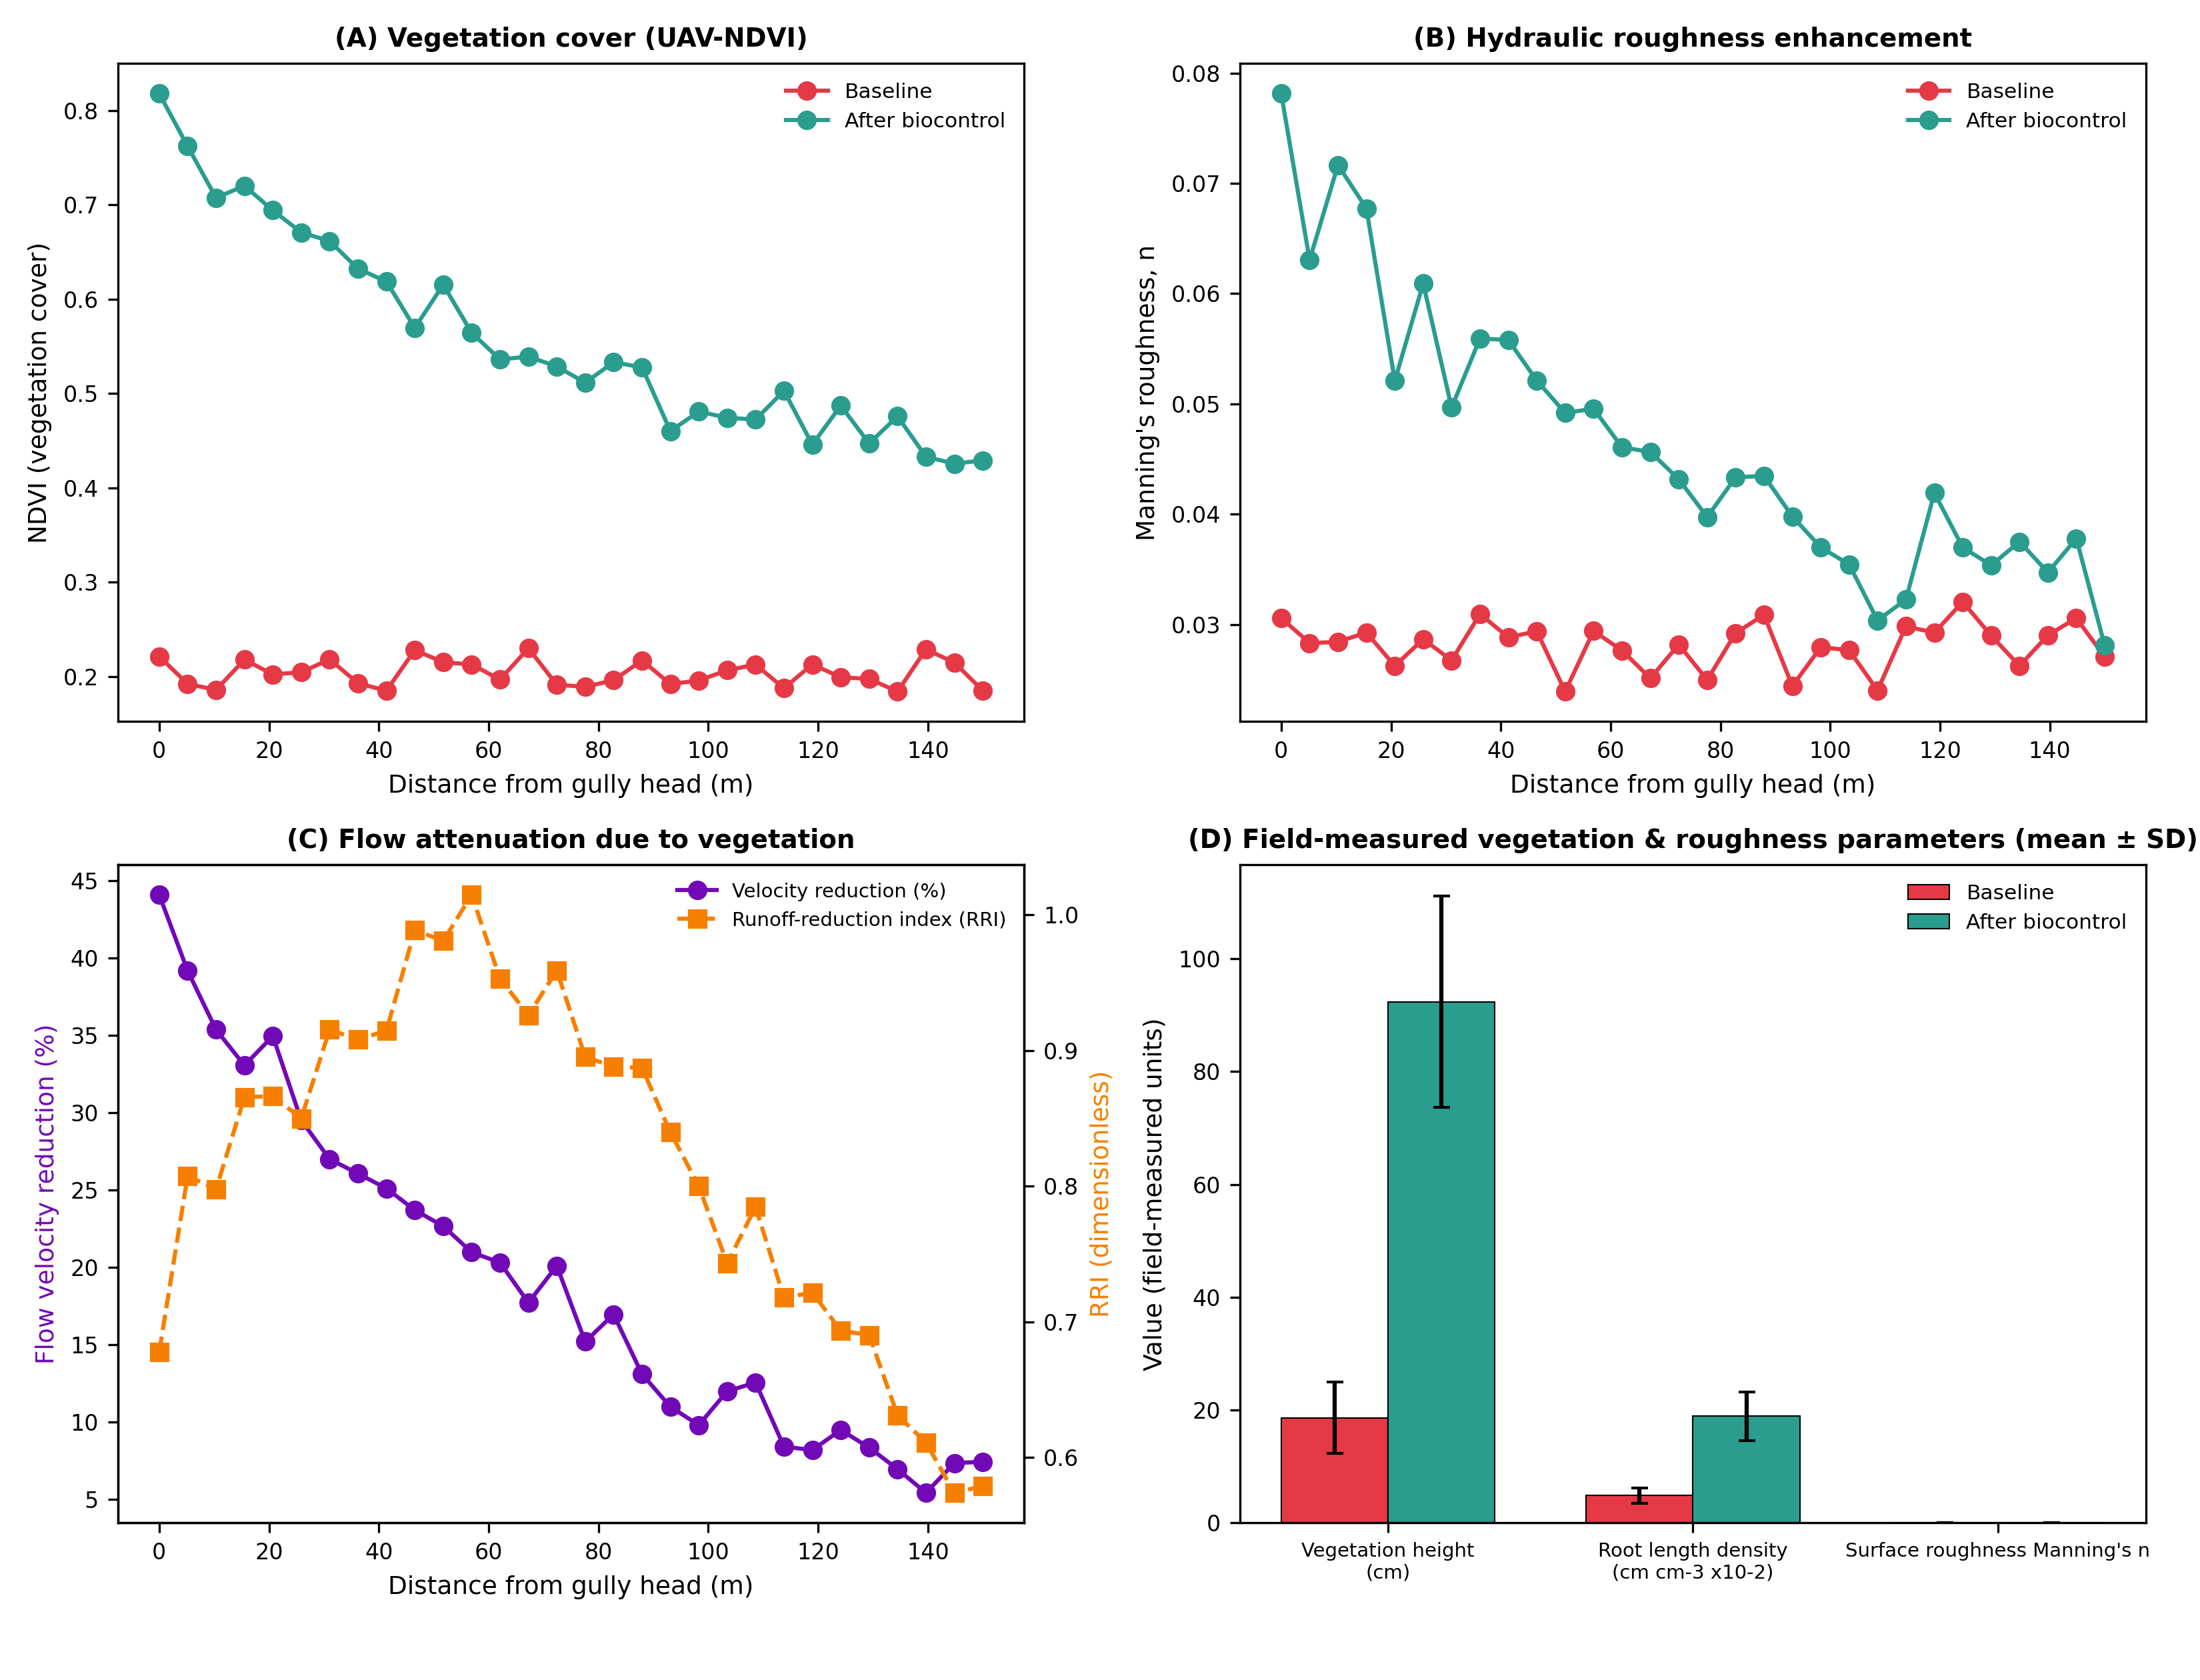 (A) Vegetation cover (UAV-NDVI)
Baseline
After biocontrol
0.8
0.7
0.6
0.5
0.4
0.3
0.2
NDVI (vegetation cover)
0 20 40 60 80 100 120 140
Distance from gully head (m)
(B) Hydraulic roughness enhancement
Baseline
After biocontrol
0.08
0.07
0.06
0.05
0.04
0.03
Manning's roughness, n
0 20 40 60 80 100 120 140
Distance from gully head (m)
(C) Flow attenuation due to vegetation
Velocity reduction (%)
Runoff-reduction index (RRI)
45
40
35
30
25
20
15
10
5
Flow velocity reduction (%)
1.0
0.9
0.8
0.7
0.6
RRI (dimensionless)
0 20 40 60 80 100 120 140
Distance from gully head (m)
(D) Field-measured vegetation & roughness parameters (mean ± SD)
Baseline
After biocontrol
100
80
60
40
20
0
Value (field-measured units)
Vegetation height
(cm)
Root length density
(cm cm-3 x10-2)
Surface roughness Manning's n